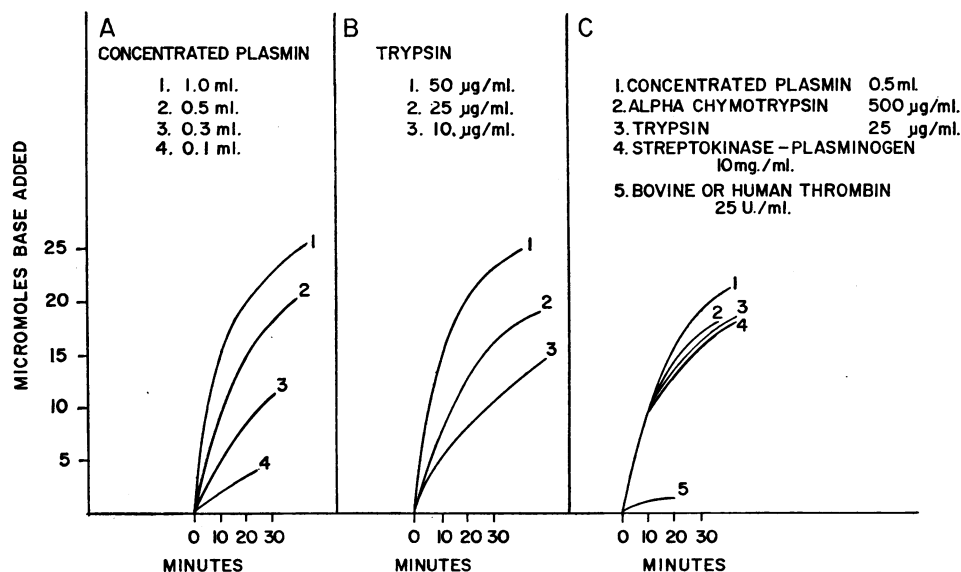 A
CONCENTRATED PLASMIN
1. 1.0 ml.
2. 0.5 ml.
3. 0.3 ml.
4. 0.1 ml.
B
TRYPSIN
1. 50 µg/ml.
2. 25 µg/ml.
3. 10, µg/ml.
C
1. CONCENTRATED PLASMIN 0.5 ml.
2. ALPHA CHYMOTRYPSIN 500 µg/ml.
3. TRYPSIN 25 µg/ml.
4. STREPTOKINASE-PLASMINOGEN
10mg./ml.
5. BOVINE OR HUMAN THROMBIN
25 U./ml.
MICROMOLES BASE ADDED
25
20
15
10
5
1
2
3
4
0 10 20 30
MINUTES
1
2
3
0 10 20 30
MINUTES
1
2
3
4
5
0 10 20 30
MINUTES